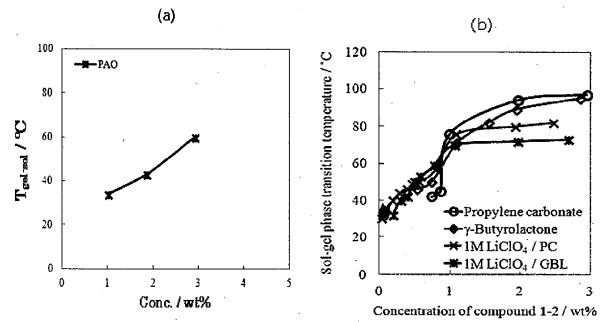 (a)
100
80
60
40
20
0
0
1
2
3
4
5
PAO
T gel-sol / °C
Conc. / wt%
(b)
120
100
80
60
40
20
0
0
1
2
3
Sol-gel phase transition temperature / °C
Propylene carbonate
γ-Butyrolactone
1M LiClO4 / PC
1M LiClO4 / GBL
Concentration of compound 1-2 / wt%